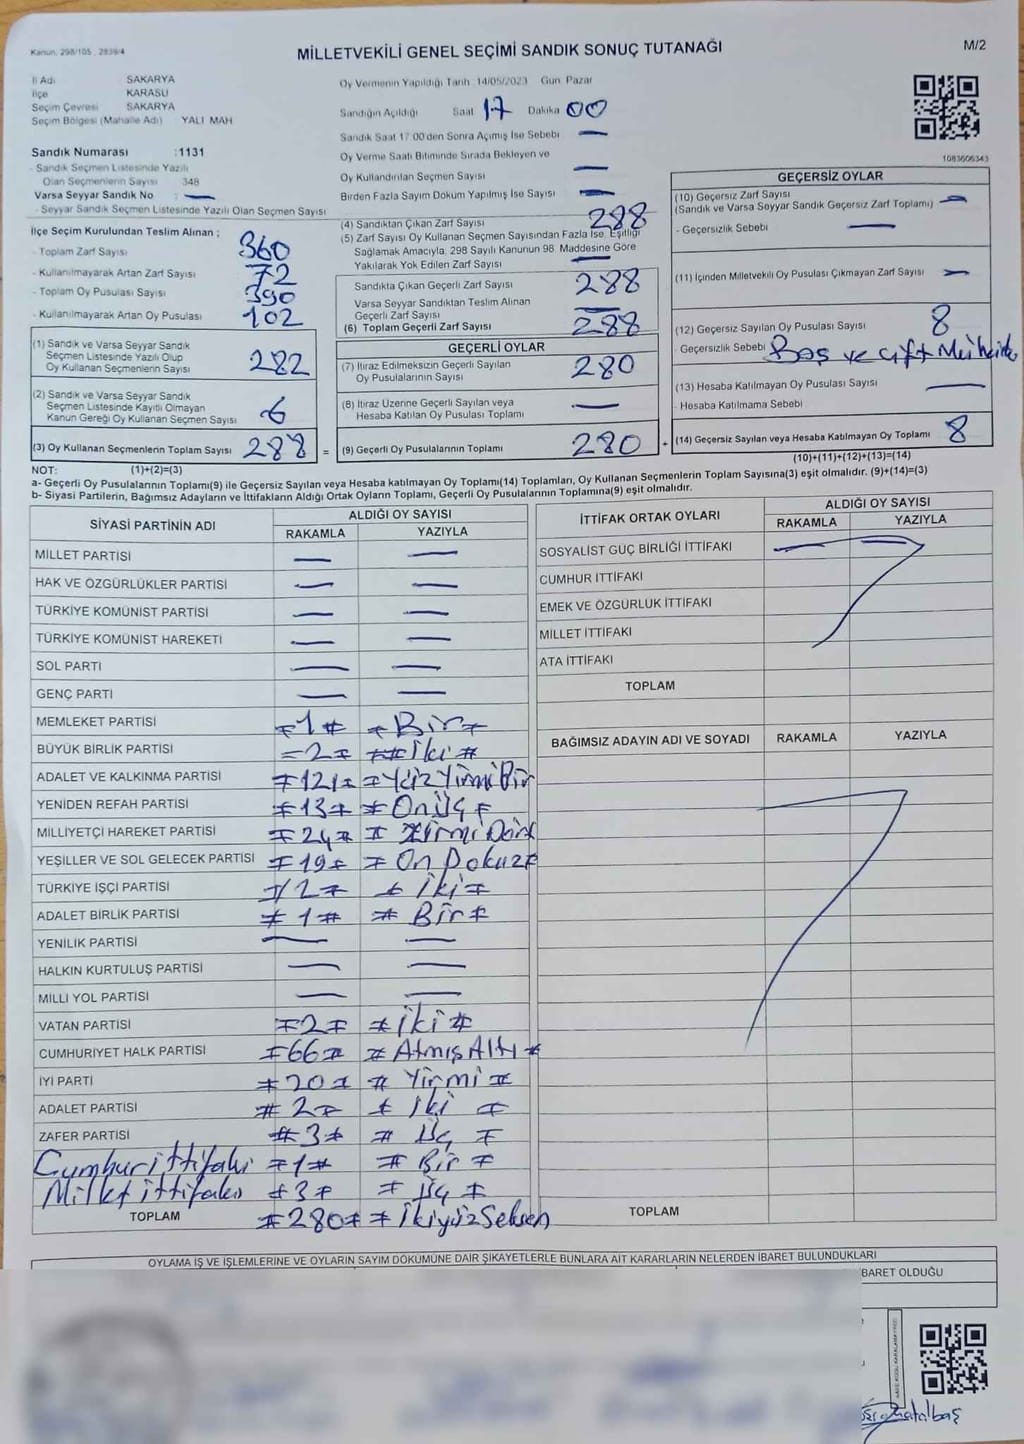 Kanun, 298/105 , 2839/4
MİLLETVEKİLİ GENEL SEÇİMİ SANDIK SONUÇ TUTANAĞI
M/2
İl Adı SAKARYA
İlçe KARASU
Seçim Çevresi SAKARYA
Seçim Bölgesi (Mahalle Adı) YALI MAH
Sandık Numarası :1131
- Sandık Seçmen Listesinde Yazılı
Olan Seçmenlerin Sayısı 348
Varsa Seyyar Sandık No : —
- Seyyar Sandık Seçmen Listesinde Yazılı Olan Seçmen Sayısı
İlçe Seçim Kurulundan Teslim Alınan ;
- Toplam Zarf Sayısı 360
- Kullanılmayarak Artan Zarf Sayısı 72
- Toplam Oy Pusulası Sayısı 390
- Kullanılmayarak Artan Oy Pusulası 102
(1) Sandık ve Varsa Seyyar Sandık
Seçmen Listesinde Yazılı Olup
Oy Kullanan Seçmenlerin Sayısı 282
(2) Sandık ve Varsa Seyyar Sandık
Seçmen Listesinde Kayıtlı Olmayan
Kanun Gereği Oy Kullanan Seçmen Sayısı 6
(3) Oy Kullanan Seçmenlerin Toplam Sayısı 288 =
Oy Vermenin Yapıldığı Tarih 14/05/2023 Gün Pazar
Sandığın Açıldığı Saat 17 Dakika 00
Sandık Saat 17:00'den Sonra Açılmış İse Sebebi —
Oy Verme Saati Bitiminde Sırada Bekleyen ve
Oy Kullandırılan Seçmen Sayısı —
Birden Fazla Sayım Döküm Yapılmış İse Sayısı —
(4) Sandıktan Çıkan Zarf Sayısı 288
(5) Zarf Sayısı Oy Kullanan Seçmen Sayısından Fazla İse, Eşitliği
Sağlamak Amacıyla, 298 Sayılı Kanunun 98. Maddesine Göre
Yakılarak Yok Edilen Zarf Sayısı —
Sandıkta Çıkan Geçerli Zarf Sayısı 288
Varsa Seyyar Sandıktan Teslim Alınan
Geçerli Zarf Sayısı —
(6) Toplam Geçerli Zarf Sayısı 288
GEÇERLİ OYLAR
(7) İtiraz Edilmeksizin Geçerli Sayılan
Oy Pusulalarının Sayısı 280
(8) İtiraz Üzerine Geçerli Sayılan veya
Hesaba Katılan Oy Pusulası Toplamı —
(9) Geçerli Oy Pusulalarının Toplamı 280 +
1083606343
GEÇERSİZ OYLAR
(10) Geçersiz Zarf Sayısı
(Sandık ve Varsa Seyyar Sandık Geçersiz Zarf Toplamı) —
- Geçersizlik Sebebi —
(11) İçinden Milletvekili Oy Pusulası Çıkmayan Zarf Sayısı —
(12) Geçersiz Sayılan Oy Pusulası Sayısı 8
- Geçersizlik Sebebi Boş ve çift
(13) Hesaba Katılmayan Oy Pusulası Sayısı —
- Hesaba Katılmama Sebebi
(14) Geçersiz Sayılan veya Hesaba Katılmayan Oy Toplamı 8
(10)+(11)+(12)+(13)=(14)
NOT: (1)+(2)=(3)
a- Geçerli Oy Pusulalarının Toplamı(9) ile Geçersiz Sayılan veya Hesaba katılmayan Oy Toplamı(14) Toplamları, Oy Kullanan Seçmenlerin Toplam Sayısına(3) eşit olmalıdır. (9)+(14)=(3)
b- Siyasi Partilerin, Bağımsız Adayların ve İttifakların Aldığı Ortak Oyların Toplamı, Geçerli Oy Pusulalarının Toplamına(9) eşit olmalıdır.
SİYASİ PARTİNİN ADI ALDIĞI OY SAYISI
RAKAMLA YAZIYLA
MİLLET PARTİSİ — —
HAK VE ÖZGÜRLÜKLER PARTİSİ — —
TÜRKİYE KOMÜNİST PARTİSİ — —
TÜRKİYE KOMÜNİST HAREKETİ — —
SOL PARTİ — —
GENÇ PARTİ — —
MEMLEKET PARTİSİ #1# #Bir#
BÜYÜK BİRLİK PARTİSİ =2# ##İki#
ADALET VE KALKINMA PARTİSİ #121# #YüzYirmiBir
YENİDEN REFAH PARTİSİ #13# #Onüç#
MİLLİYETÇİ HAREKET PARTİSİ #24# #YirmiDört
YEŞİLLER VE SOL GELECEK PARTİSİ #19# #On Dokuz#
TÜRKİYE İŞÇİ PARTİSİ #2# #İki#
ADALET BİRLİK PARTİSİ #1# #Bir#
YENİLİK PARTİSİ — —
HALKIN KURTULUŞ PARTİSİ — —
MİLLİ YOL PARTİSİ — —
VATAN PARTİSİ #2# #İki#
CUMHURİYET HALK PARTİSİ #66# #AtmışAltı#
İYİ PARTİ #20# #Yirmi#
ADALET PARTİSİ #2# #İki#
ZAFER PARTİSİ #3# #Üç#
Cumhur ittifakı #1# #Bir#
Millet ittifakı #3# #Üç#
TOPLAM #280# #İkiyüzSeksen
İTTİFAK ORTAK OYLARI ALDIĞI OY SAYISI
RAKAMLA YAZIYLA
SOSYALİST GÜÇ BİRLİĞİ İTTİFAKI — —
CUMHUR İTTİFAKI
EMEK VE ÖZGÜRLÜK İTTİFAKI
MİLLET İTTİFAKI
ATA İTTİFAKI
TOPLAM
BAĞIMSIZ ADAYIN ADI VE SOYADI RAKAMLA YAZIYLA
TOPLAM
OYLAMA İŞ VE İŞLEMLERİNE VE OYLARIN SAYIM DÖKÜMÜNE DAİR ŞİKAYETLERLE BUNLARA AİT KARARLARIN NELERDEN İBARET BULUNDUKLARI
BARET OLDUĞU